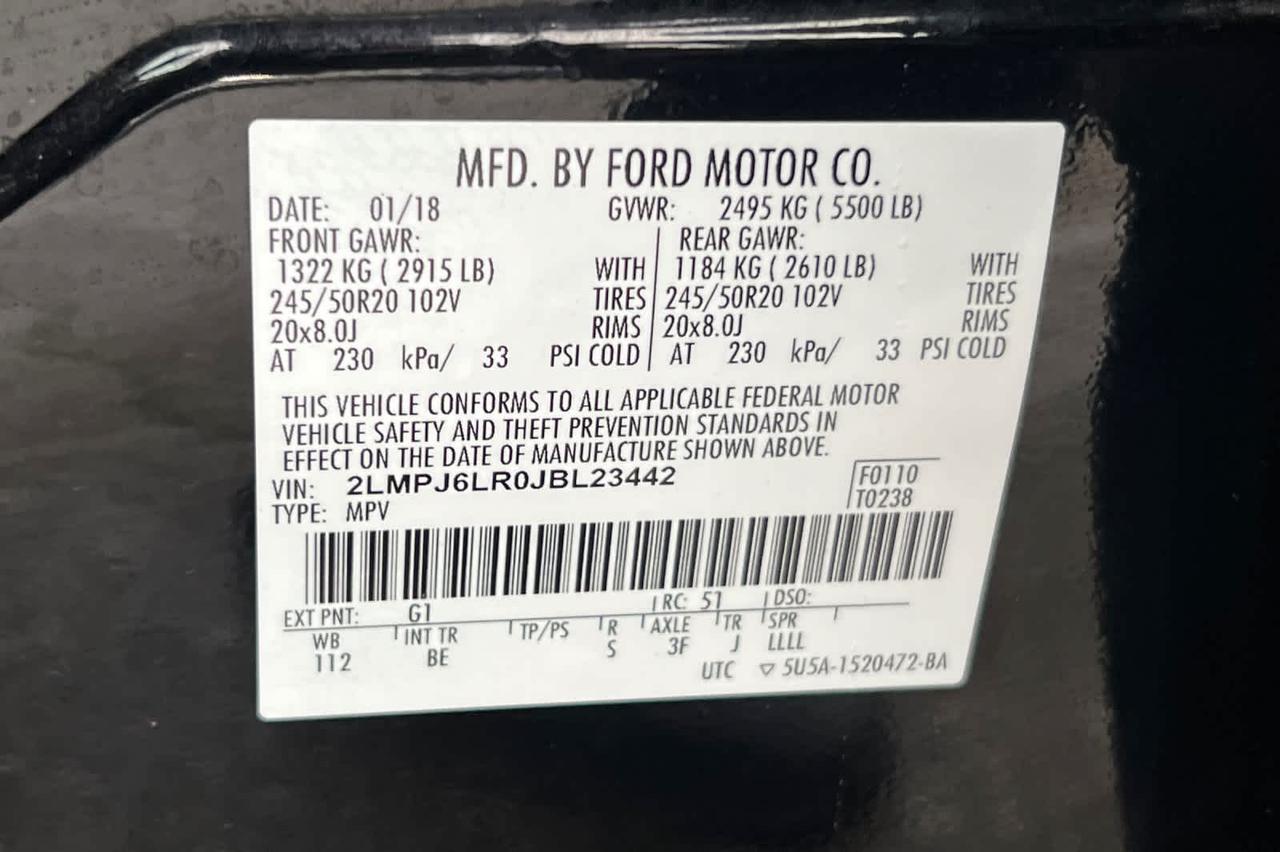 MFD. BY FORD MOTOR CO.
DATE: 01/18 GVWR: 2495 KG ( 5500 LB)
FRONT GAWR: REAR GAWR:
1322 KG ( 2915 LB) WITH 1184 KG ( 2610 LB) WITH
245/50R20 102V TIRES 245/50R20 102V TIRES
20x8.0J RIMS 20x8.0J RIMS
AT 230 kPa/ 33 PSI COLD AT 230 kPa/ 33 PSI COLD
THIS VEHICLE CONFORMS TO ALL APPLICABLE FEDERAL MOTOR
VEHICLE SAFETY AND THEFT PREVENTION STANDARDS IN
EFFECT ON THE DATE OF MANUFACTURE SHOWN ABOVE.
VIN: 2LMPJ6LR0JBL23442 F0110
TYPE: MPV T0238
EXT PNT: G1 RC: 51 DSO:
WB INT TR TP/PS R AXLE TR SPR
112 BE S 3F J LLLL
UTC ▽ 5U5A-1520472-BA